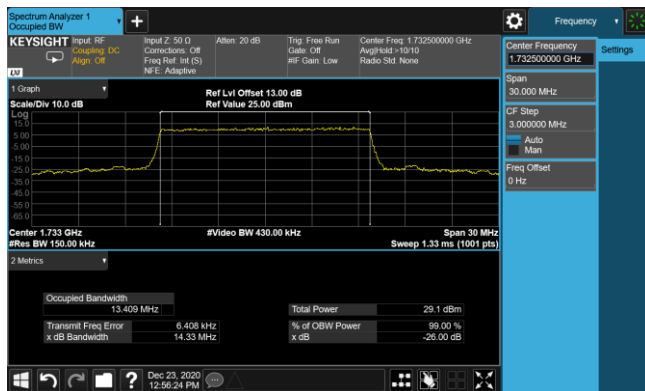 Spectrum Analyzer 1
Occupied BW
Frequency
KEYSIGHT
Input: RF
Coupling: DC
Align: Off
Input Z: 50 Ω
Corrections: Off
Freq Ref: Int (S)
NFE: Adaptive
Atten: 20 dB
Trig: Free Run
Gate: Off
#IF Gain: Low
Center Freq: 1.732500000 GHz
Avg|Hold:>10/10
Radio Std: None
LXI
Center Frequency
1.732500000 GHz
Settings
Span
30.000 MHz
CF Step
3.000000 MHz
Auto
Man
Freq Offset
0 Hz
1 Graph
Scale/Div 10.0 dB
Ref Lvl Offset 13.00 dB
Ref Value 25.00 dBm
Log
15.0
5.00
-5.00
-15.0
-25.0
-35.0
-45.0
-55.0
-65.0
Center 1.733 GHz
#Res BW 150.00 kHz
#Video BW 430.00 kHz
Span 30 MHz
Sweep 1.33 ms (1001 pts)
2 Metrics
Occupied Bandwidth
13.409 MHz
Transmit Freq Error 6.408 kHz
x dB Bandwidth 14.33 MHz
Total Power 29.1 dBm
% of OBW Power 99.00 %
x dB -26.00 dB
?
Dec 23, 2020
12:56:24 PM